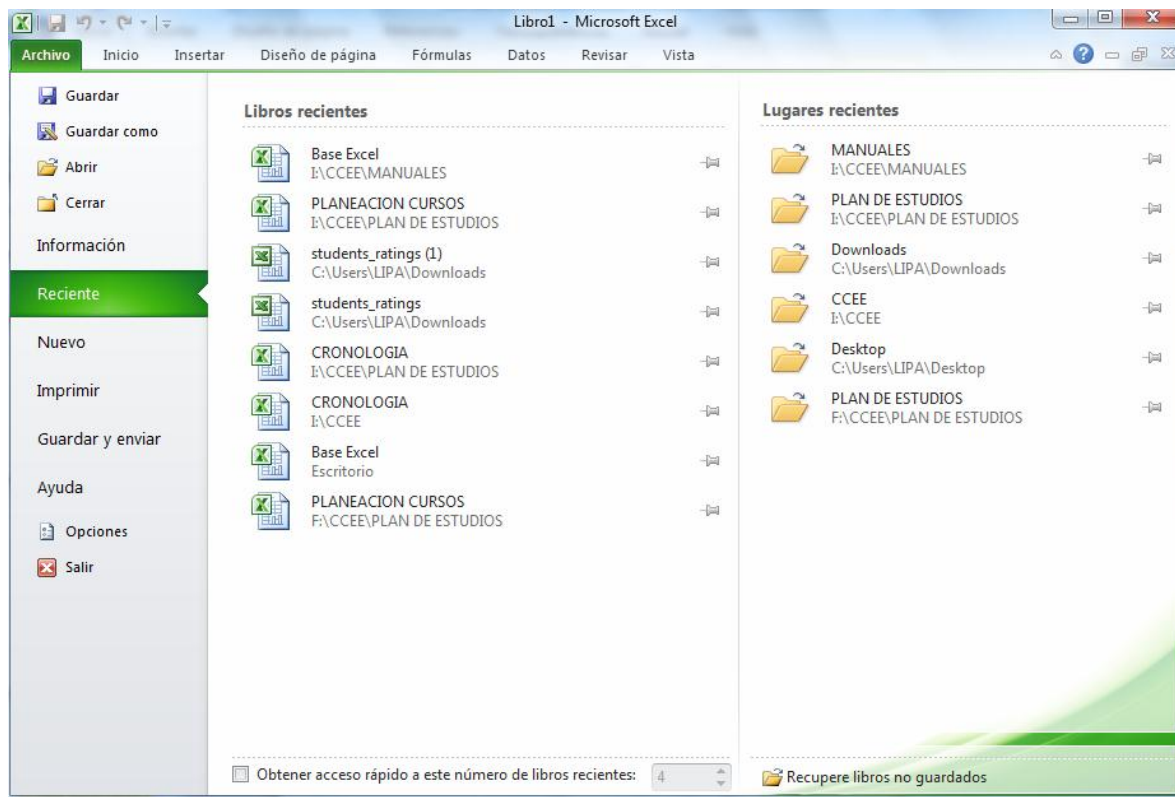 Libro1 - Microsoft Excel
Archivo Inicio Insertar Diseño de página Fórmulas Datos Revisar Vista
Guardar
Guardar como
Abrir
Cerrar
Información
Reciente
Nuevo
Imprimir
Guardar y enviar
Ayuda
Opciones
Salir
Libros recientes
Base Excel
I:\CCEE\MANUALES
PLANEACION CURSOS
I:\CCEE\PLAN DE ESTUDIOS
students_ratings (1)
C:\Users\LIPA\Downloads
students_ratings
C:\Users\LIPA\Downloads
CRONOLOGIA
I:\CCEE\PLAN DE ESTUDIOS
CRONOLOGIA
I:\CCEE
Base Excel
Escritorio
PLANEACION CURSOS
F:\CCEE\PLAN DE ESTUDIOS
Obtener acceso rápido a este número de libros recientes: 4
Lugares recientes
MANUALES
I:\CCEE\MANUALES
PLAN DE ESTUDIOS
I:\CCEE\PLAN DE ESTUDIOS
Downloads
C:\Users\LIPA\Downloads
CCEE
I:\CCEE
Desktop
C:\Users\LIPA\Desktop
PLAN DE ESTUDIOS
F:\CCEE\PLAN DE ESTUDIOS
Recupere libros no guardados